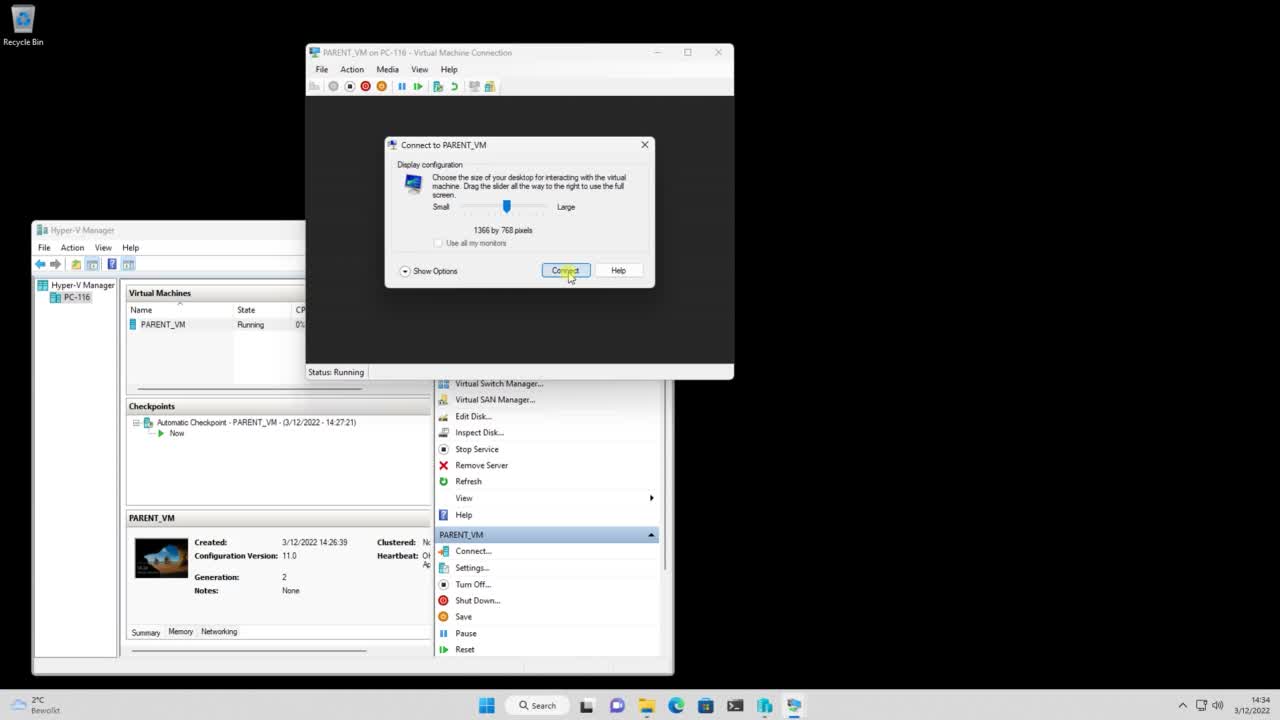 Recycle Bin
PARENT_VM on PC-116 - Virtual Machine Connection
File Action Media View Help
Connect to PARENT_VM
Display configuration
Choose the size of your desktop for interacting with the virtual
machine. Drag the slider all the way to the right to use the full
screen.
Small Large
1366 by 768 pixels
Use all my monitors
Show Options Connect Help
Status: Running
Hyper-V Manager
File Action View Help
Hyper-V Manager
PC-116
Virtual Machines
Name State CP
PARENT_VM Running 0%
Checkpoints
Automatic Checkpoint - PARENT_VM - (3/12/2022 - 14:27:21)
Now
PARENT_VM
Created: 3/12/2022 14:26:39 Clustered:
Configuration Version: 11.0 Heartbeat:
Generation: 2
Notes: None
Summary Memory Networking
Virtual Switch Manager...
Virtual SAN Manager...
Edit Disk...
Inspect Disk...
Stop Service
Remove Server
Refresh
View
Help
PARENT_VM
Connect...
Settings...
Turn Off...
Shut Down...
Save
Pause
Reset
2°C
Bewolkt
Search
14:34
3/12/2022